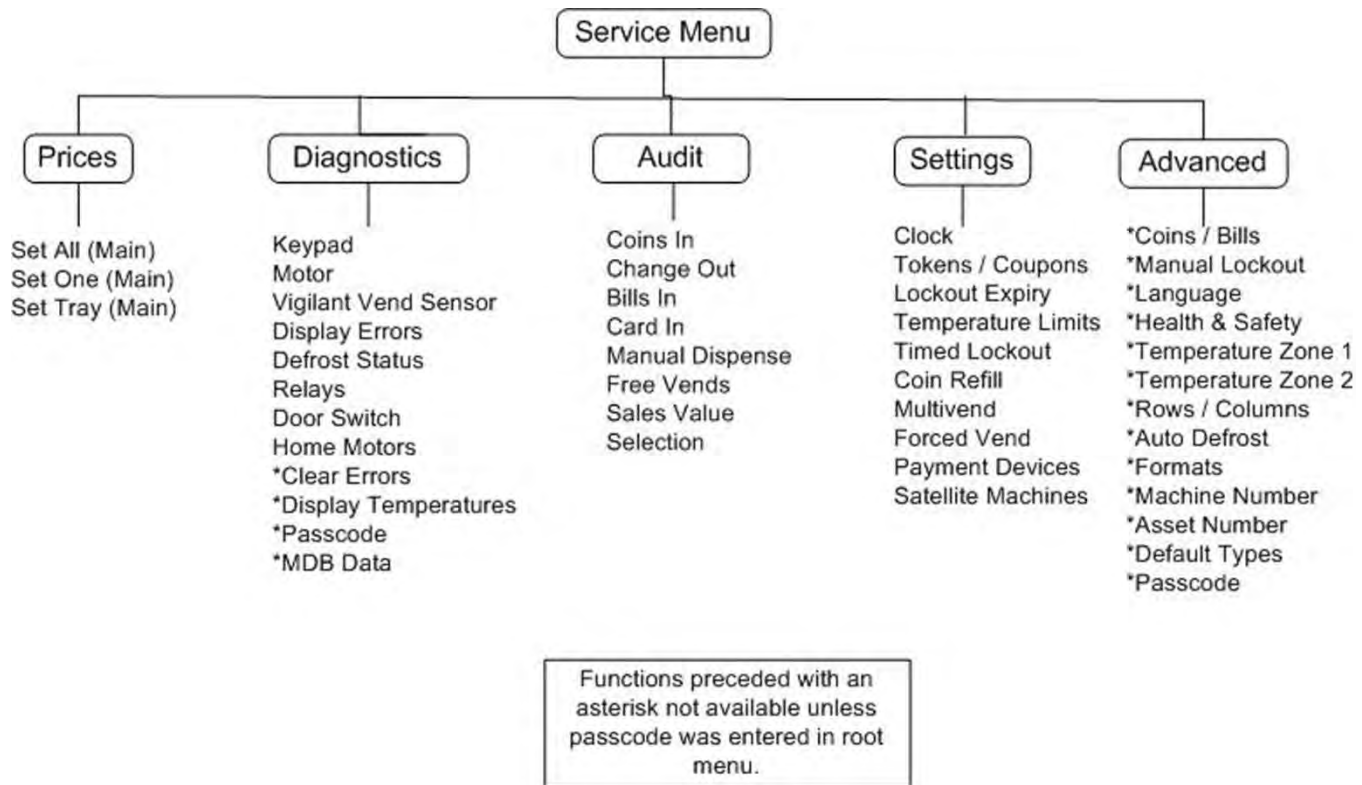 Service Menu
Prices
Diagnostics
Audit
Settings
Advanced
Set All (Main)
Set One (Main)
Set Tray (Main)
Keypad
Motor
Vigilant Vend Sensor
Display Errors
Defrost Status
Relays
Door Switch
Home Motors
*Clear Errors
*Display Temperatures
*Passcode
*MDB Data
Coins In
Change Out
Bills In
Card In
Manual Dispense
Free Vends
Sales Value
Selection
Clock
Tokens / Coupons
Lockout Expiry
Temperature Limits
Timed Lockout
Coin Refill
Multivend
Forced Vend
Payment Devices
Satellite Machines
*Coins / Bills
*Manual Lockout
*Language
*Health & Safety
*Temperature Zone 1
*Temperature Zone 2
*Rows / Columns
*Auto Defrost
*Formats
*Machine Number
*Asset Number
*Default Types
*Passcode
Functions preceded with an
asterisk not available unless
passcode was entered in root
menu.